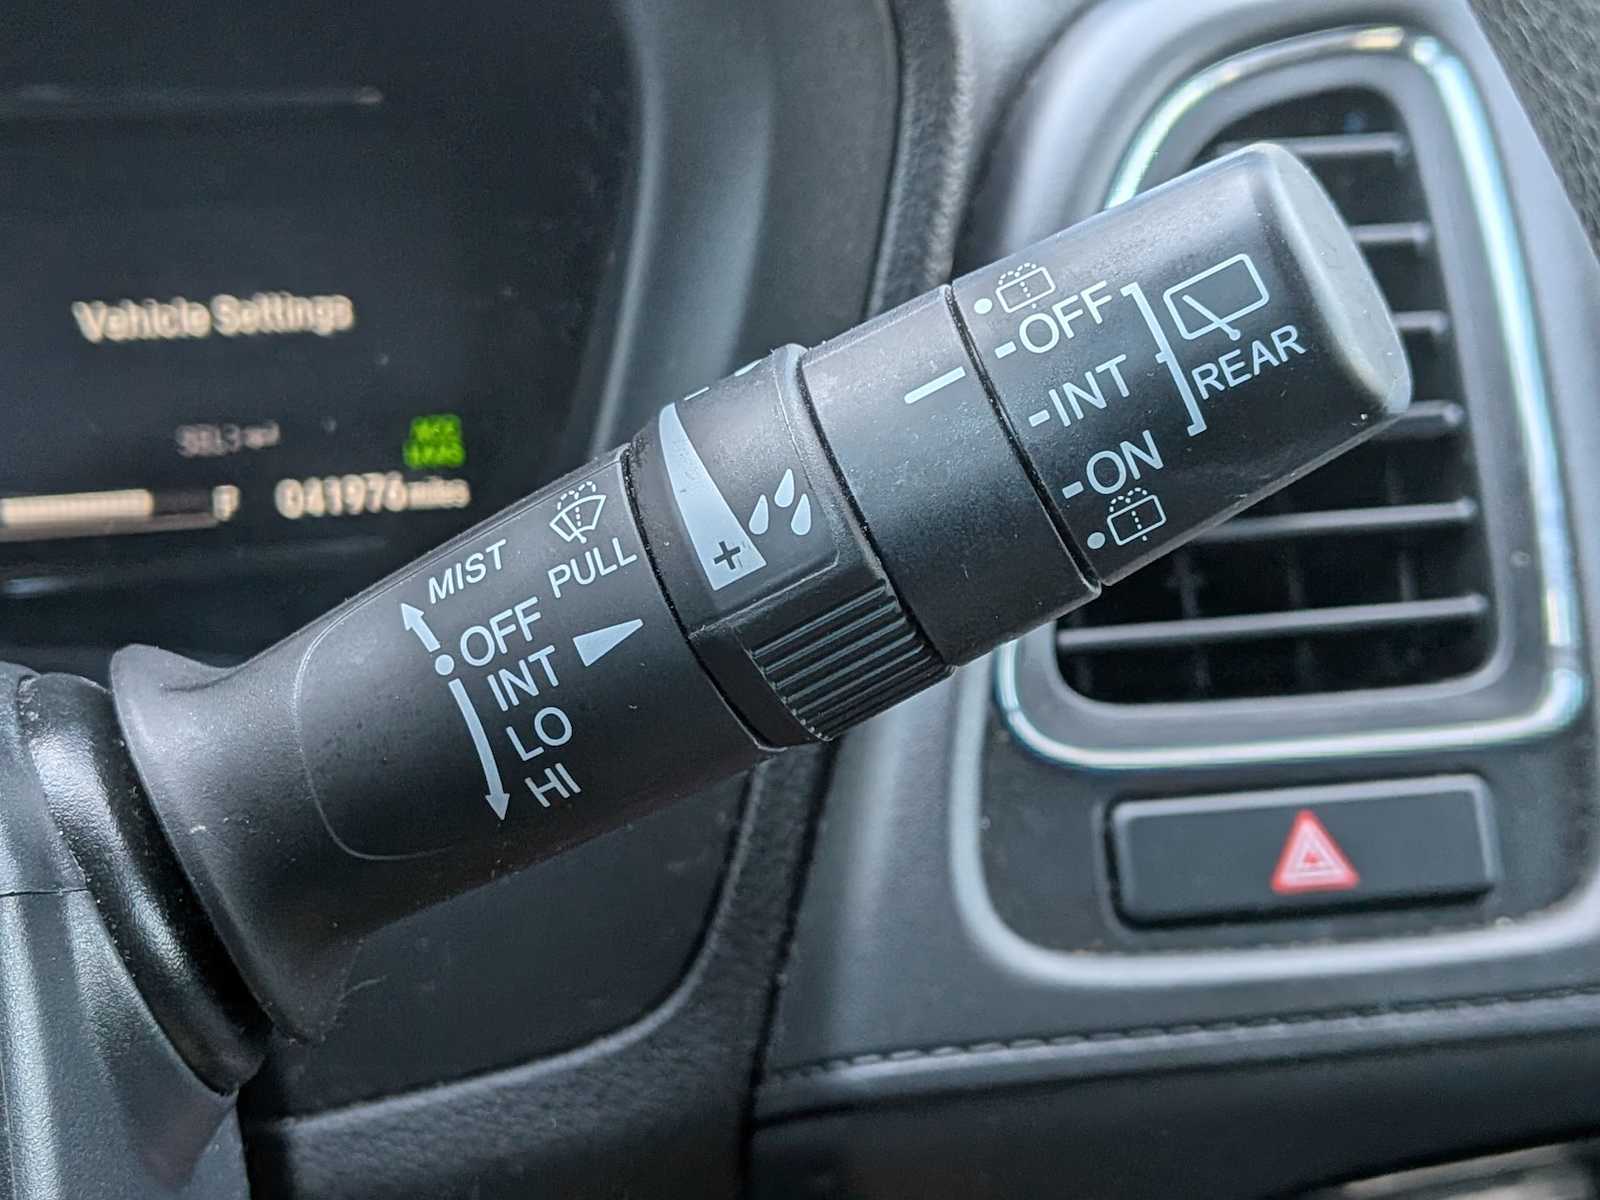 Vehicle Settings
F
041976 miles
MIST
OFF
INT
LO
HI
PULL
+
OFF
INT
ON
REAR